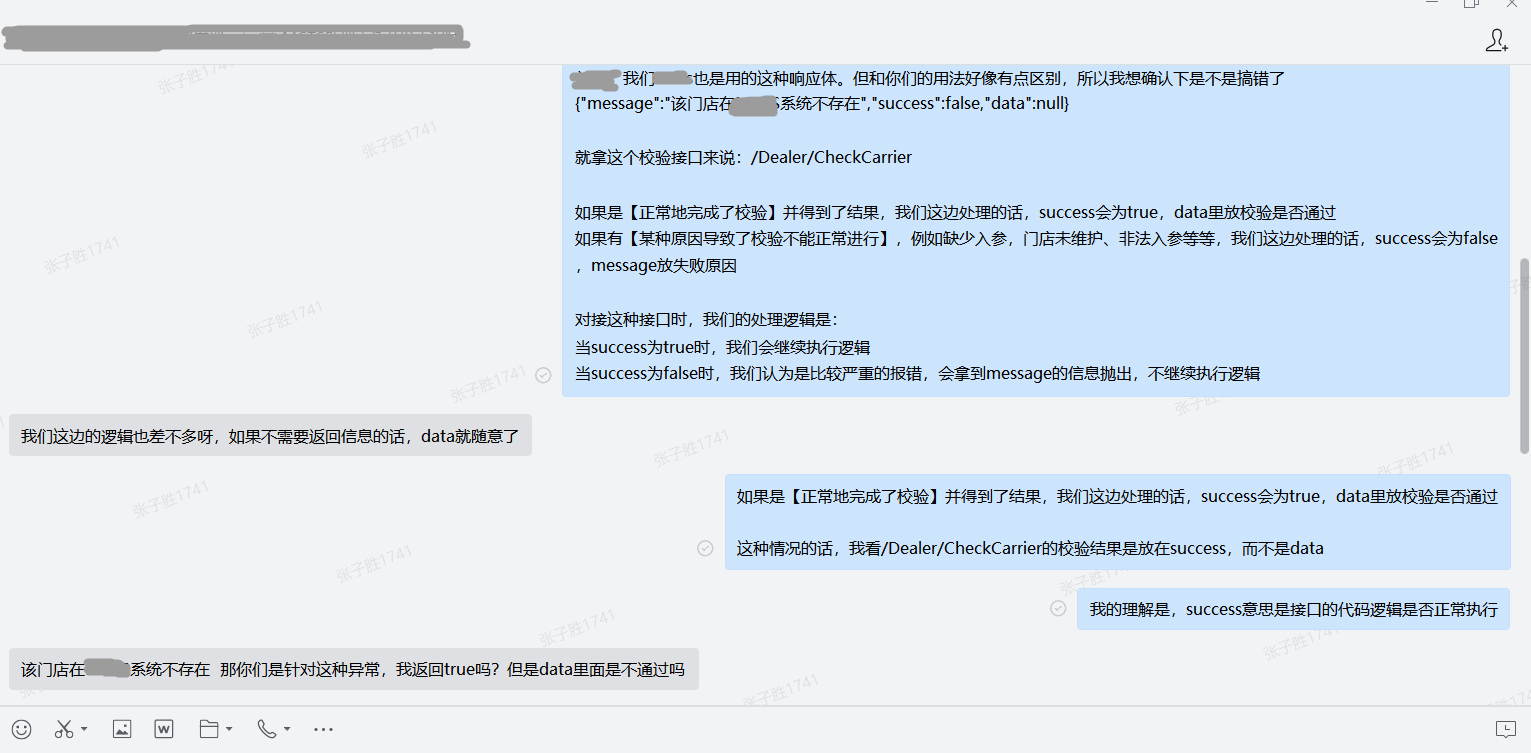 我们 也是用的这种响应体。但和你们的用法好像有点区别，所以我想确认下是不是搞错了
{"message":"该门店在 S系统不存在","success":false,"data":null}
就拿这个校验接口来说：/Dealer/CheckCarrier
如果是【正常地完成了校验】并得到了结果，我们这边处理的话，success会为true，data里放校验是否通过
如果有【某种原因导致了校验不能正常进行】，例如缺少入参，门店未维护、非法入参等等，我们这边处理的话，success会为false
，message放失败原因
对接这种接口时，我们的处理逻辑是：
当success为true时，我们会继续执行逻辑
当success为false时，我们认为是比较严重的报错，会拿到message的信息抛出，不继续执行逻辑
我们这边的逻辑也差不多呀，如果不需要返回信息的话，data就随意了
如果是【正常地完成了校验】并得到了结果，我们这边处理的话，success会为true，data里放校验是否通过
这种情况的话，我看/Dealer/CheckCarrier的校验结果是放在success，而不是data
我的理解是，success意思是接口的代码逻辑是否正常执行
该门店在 系统不存在 那你们是针对这种异常，我返回true吗？但是data里面是不通过吗
张子胜1741